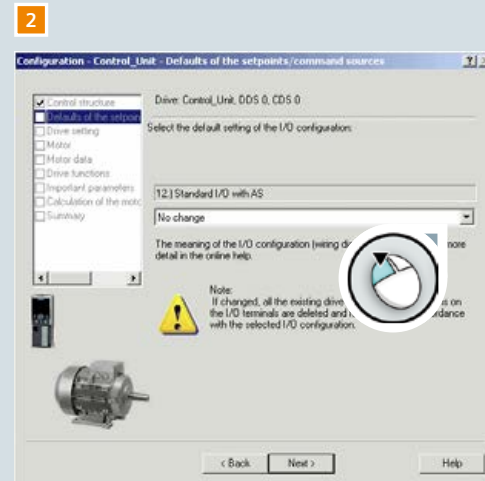 2
Configuration - Control_Unit - Defaults of the setpoints/command sources
Control structure
Defaults of the setpoin
Drive setting
Motor
Motor data
Drive functions
Important parameters
Calculation of the motc
Summary
Drive: Control_Unit, DDS 0, CDS 0
Select the default setting of the I/O configuration:
12.) Standard I/O with AS
No change
The meaning of the I/O configuration (wiring di more
detail in the online help.
Note:
If changed, all the existing drive s on
the I/O terminals are deleted and rdance
with the selected I/O configuration.
< Back
Next >
Help